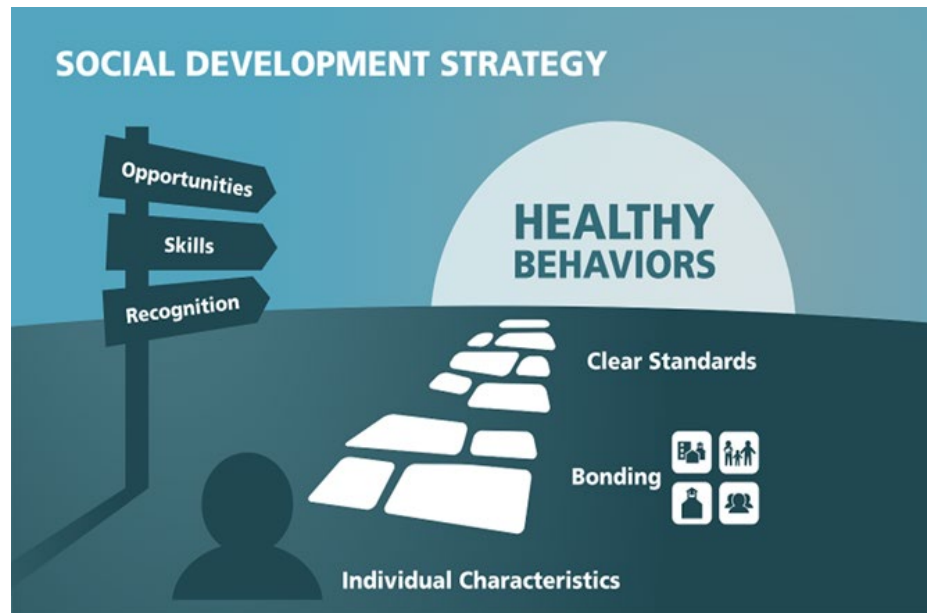 SOCIAL DEVELOPMENT STRATEGY
Opportunities
Skills
Recognition
HEALTHY
BEHAVIORS
Clear Standards
Bonding
Individual Characteristics